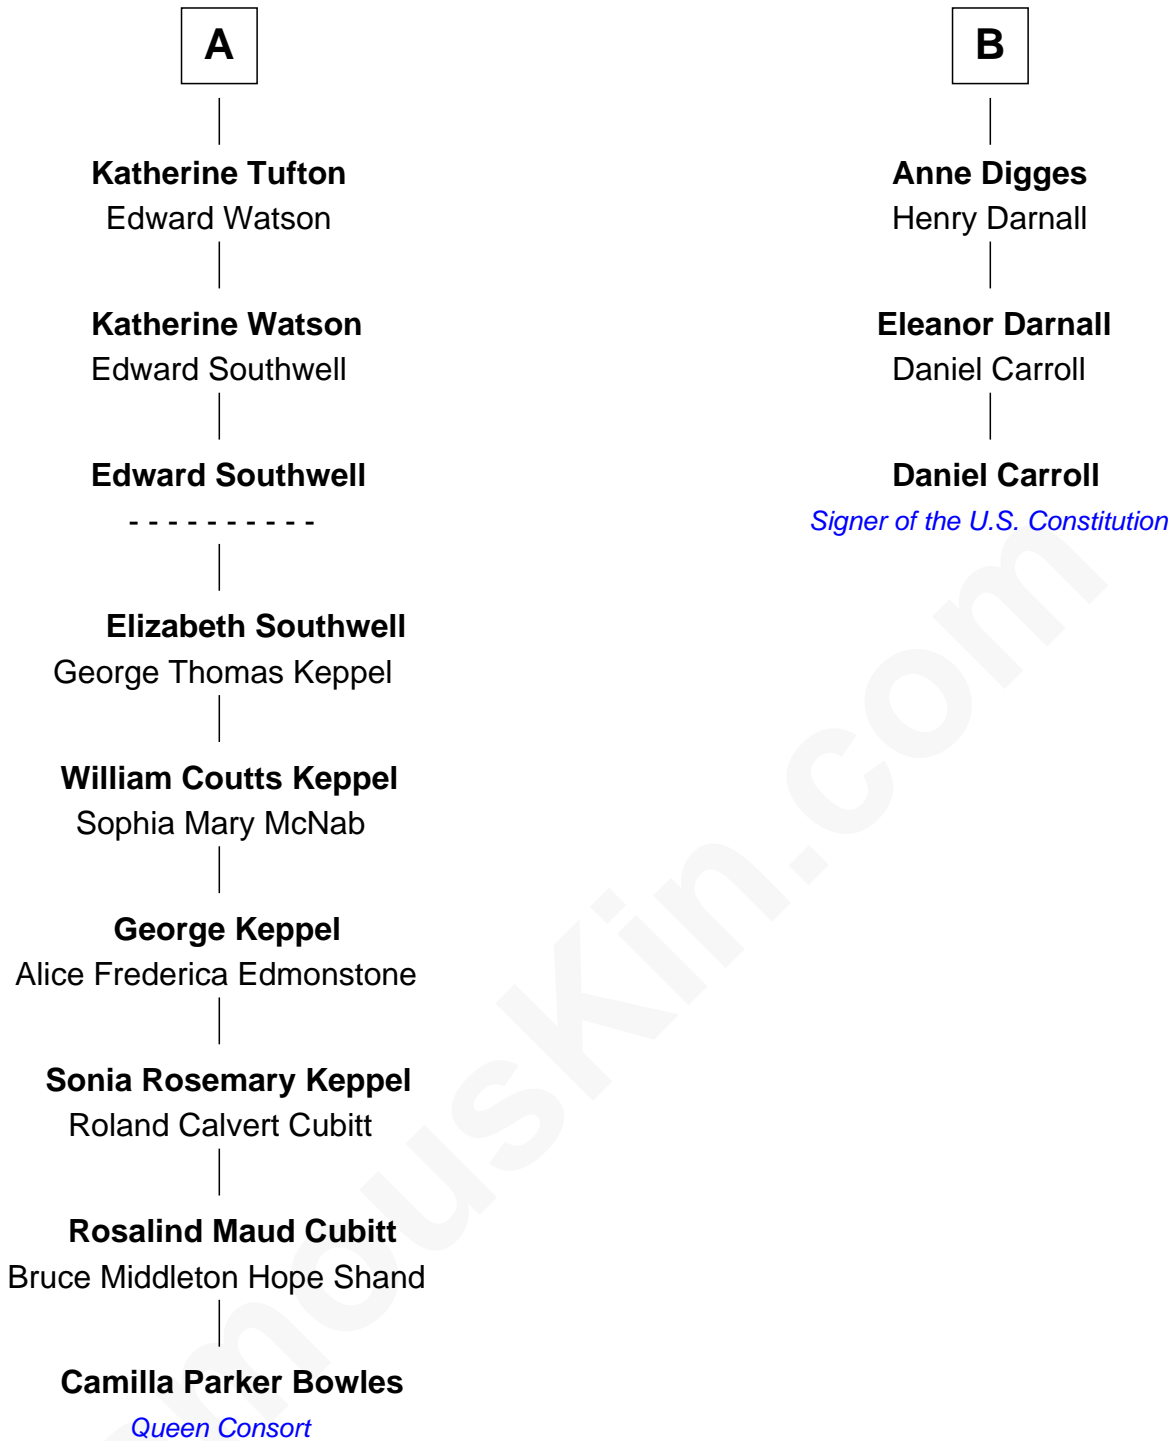 A
Katherine Tufton
Edward Watson
Katherine Watson
Edward Southwell
Edward Southwell
- - - - - - - - - -
Elizabeth Southwell
George Thomas Keppel
William Coutts Keppel
Sophia Mary McNab
George Keppel
Alice Frederica Edmonstone
Sonia Rosemary Keppel
Roland Calvert Cubitt
Rosalind Maud Cubitt
Bruce Middleton Hope Shand
Camilla Parker Bowles
Queen Consort
B
Anne Digges
Henry Darnall
Eleanor Darnall
Daniel Carroll
Daniel Carroll
Signer of the U.S. Constitution
mousKin.com